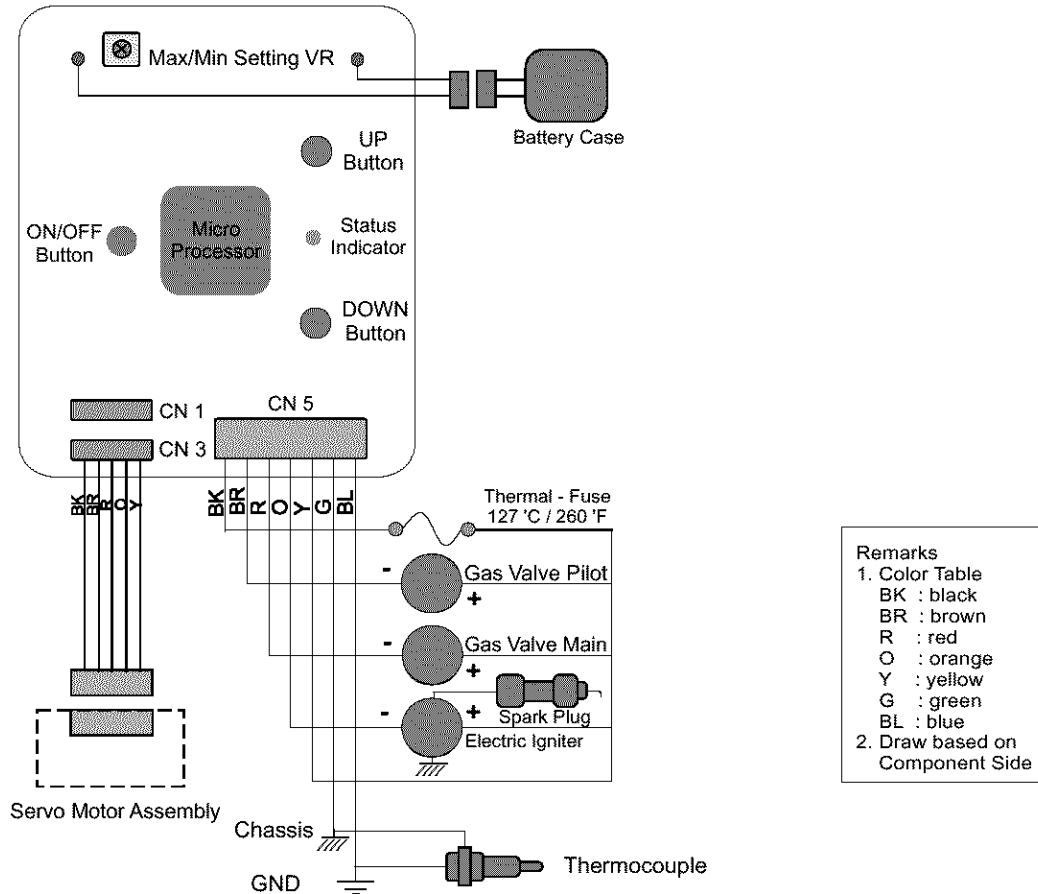 Max/Min Setting VR
Battery Case
UP
Button
ON/OFF
Button
Micro
Processor
Status
Indicator
DOWN
Button
CN 1
CN 3
CN 5
BK
BR
R
O
Y
BK
BR
R
O
Y
G
BL
Thermal - Fuse
127 'C / 260 'F
- Gas Valve Pilot
+
- Gas Valve Main
+
- +
Spark Plug
Electric Igniter
Servo Motor Assembly
Chassis
GND
Thermocouple
Remarks
1. Color Table
BK : black
BR : brown
R : red
O : orange
Y : yellow
G : green
BL : blue
2. Draw based on
Component Side